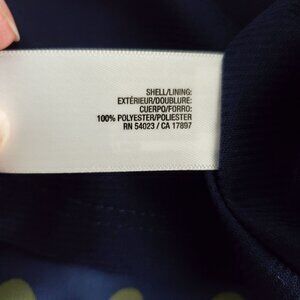 SHELL/LINING:
EXTÉRIEUR/DOUBLURE:
CUERPO/FORRO:
100% POLYESTER/POLIESTER
RN 54023 / CA 17897